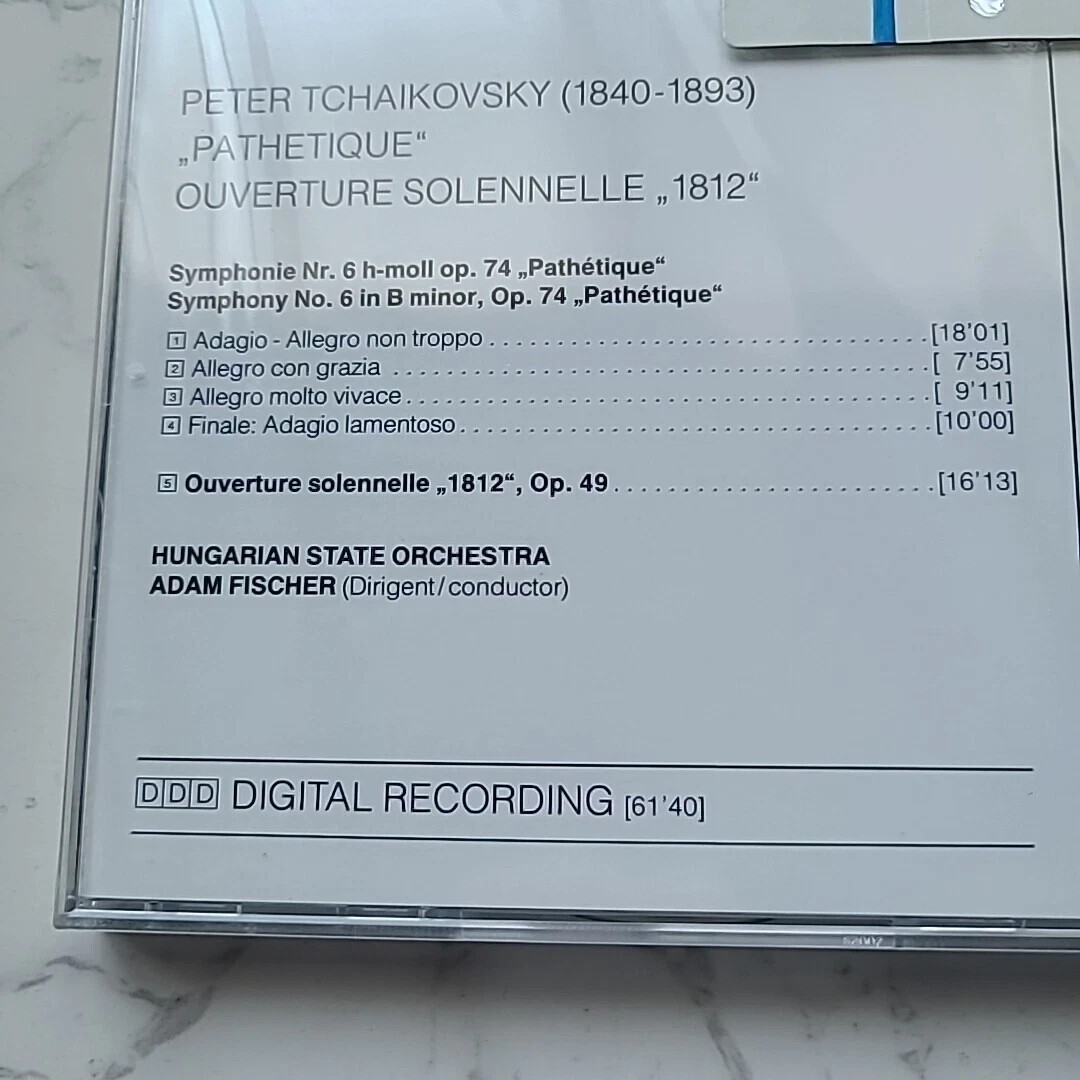 PETER TCHAIKOVSKY (1840-1893)
„PATHETIQUE“
OUVERTURE SOLENNELLE „1812“
Symphonie Nr. 6 h-moll op. 74 „Pathétique“
Symphony No. 6 in B minor, Op. 74 „Pathétique“
1 Adagio - Allegro non troppo . . . . . . . . . . . . . . . . . . . . . . . . . . . . . . . . [18'01]
2 Allegro con grazia . . . . . . . . . . . . . . . . . . . . . . . . . . . . . . . . . . . . . . . [ 7'55]
3 Allegro molto vivace . . . . . . . . . . . . . . . . . . . . . . . . . . . . . . . . . . . . . . [ 9'11]
4 Finale: Adagio lamentoso . . . . . . . . . . . . . . . . . . . . . . . . . . . . . . . . . . [10'00]
5 Ouverture solennelle „1812“, Op. 49 . . . . . . . . . . . . . . . . . . . . . . . . [16'13]
HUNGARIAN STATE ORCHESTRA
ADAM FISCHER (Dirigent/conductor)
DDD DIGITAL RECORDING [61'40]